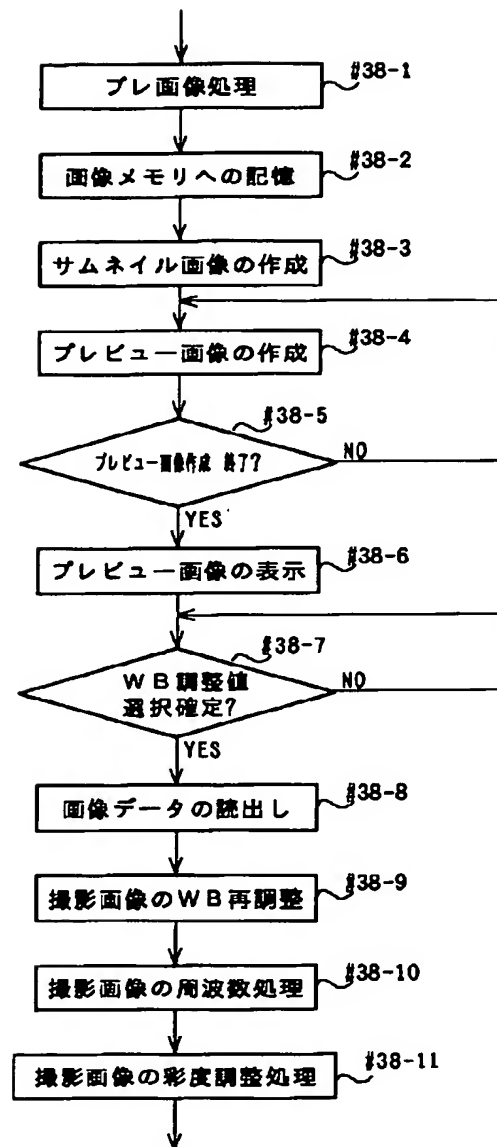 プレ画像処理 #38-1
画像メモリへの記憶 #38-2
サムネイル画像の作成 #38-3
プレビュー画像の作成 #38-4
#38-5
プレビュー画像作成 終了?
NO
YES
プレビュー画像の表示 #38-6
#38-7
WB調整値
選択確定?
NO
YES
画像データの読出し #38-8
撮影画像のWB再調整 #38-9
撮影画像の周波数処理 #38-10
撮影画像の彩度調整処理 #38-11